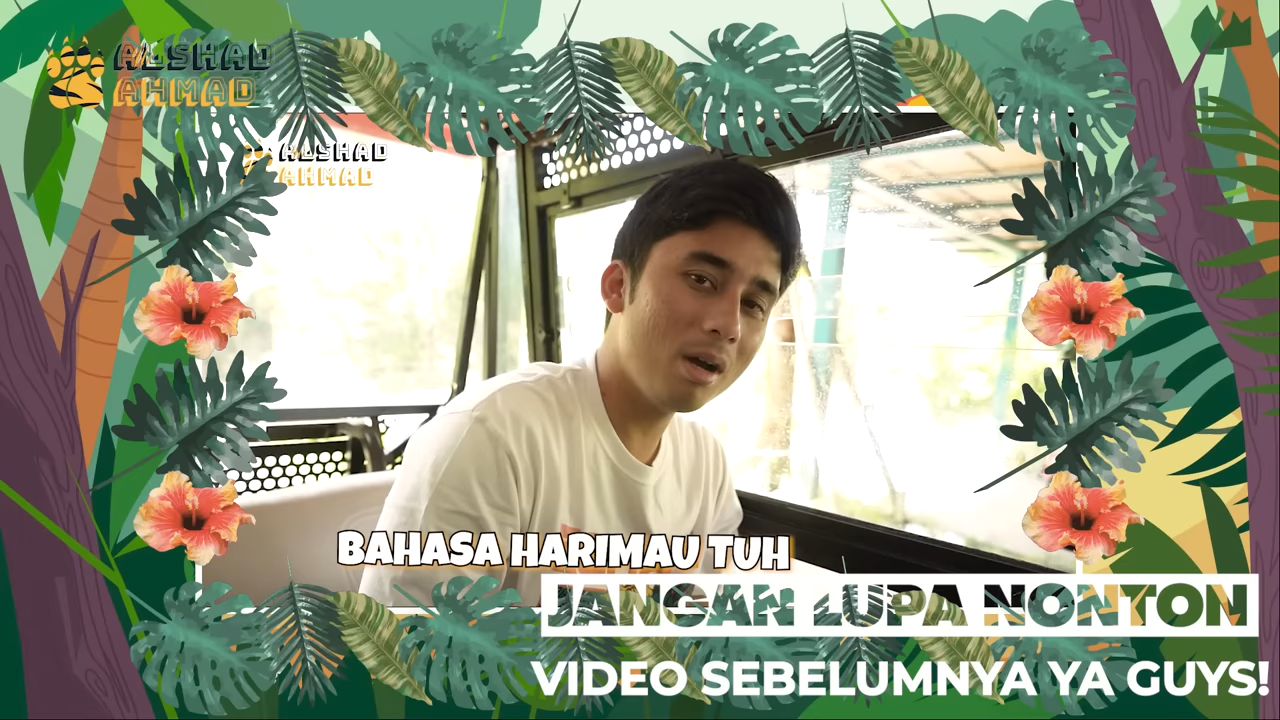 ALSHAD
AHMAD
ALSHAD
AHMAD
BAHASA HARIMAU TUH
JANGAN LUPA NONTON
VIDEO SEBELUMNYA YA GUYS!